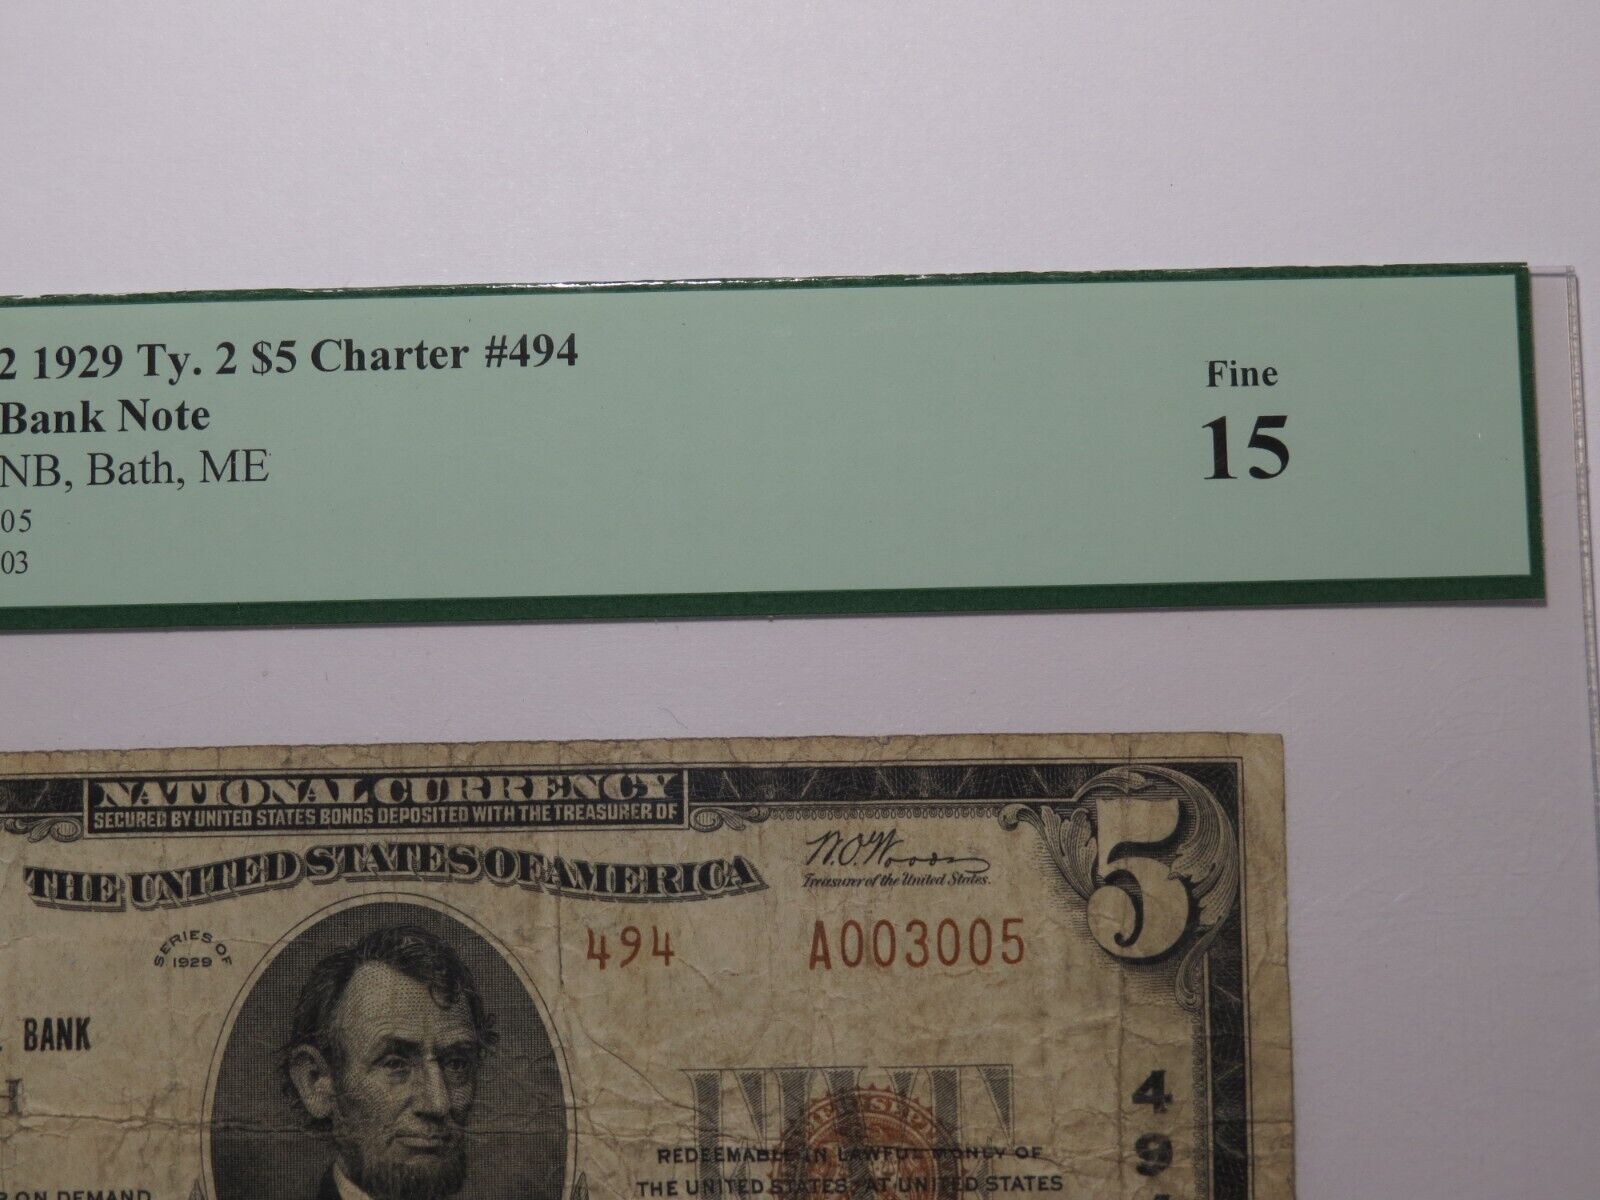 2 1929 Ty. 2 $5 Charter #494
Bank Note
NB, Bath, ME
05
03
Fine
15
NATIONAL CURRENCY
SECURED BY UNITED STATES BONDS DEPOSITED WITH THE TREASURER OF
THE UNITED STATES OF AMERICA
W.O. Woods
Treasurer of the United States.
5
SERIES OF
1929
494
A003005
BANK
H
FIVE
REDEEMABLE IN LAWFUL MONEY OF
THE UNITED STATES AT UNITED STATES
ON DEMAND
494